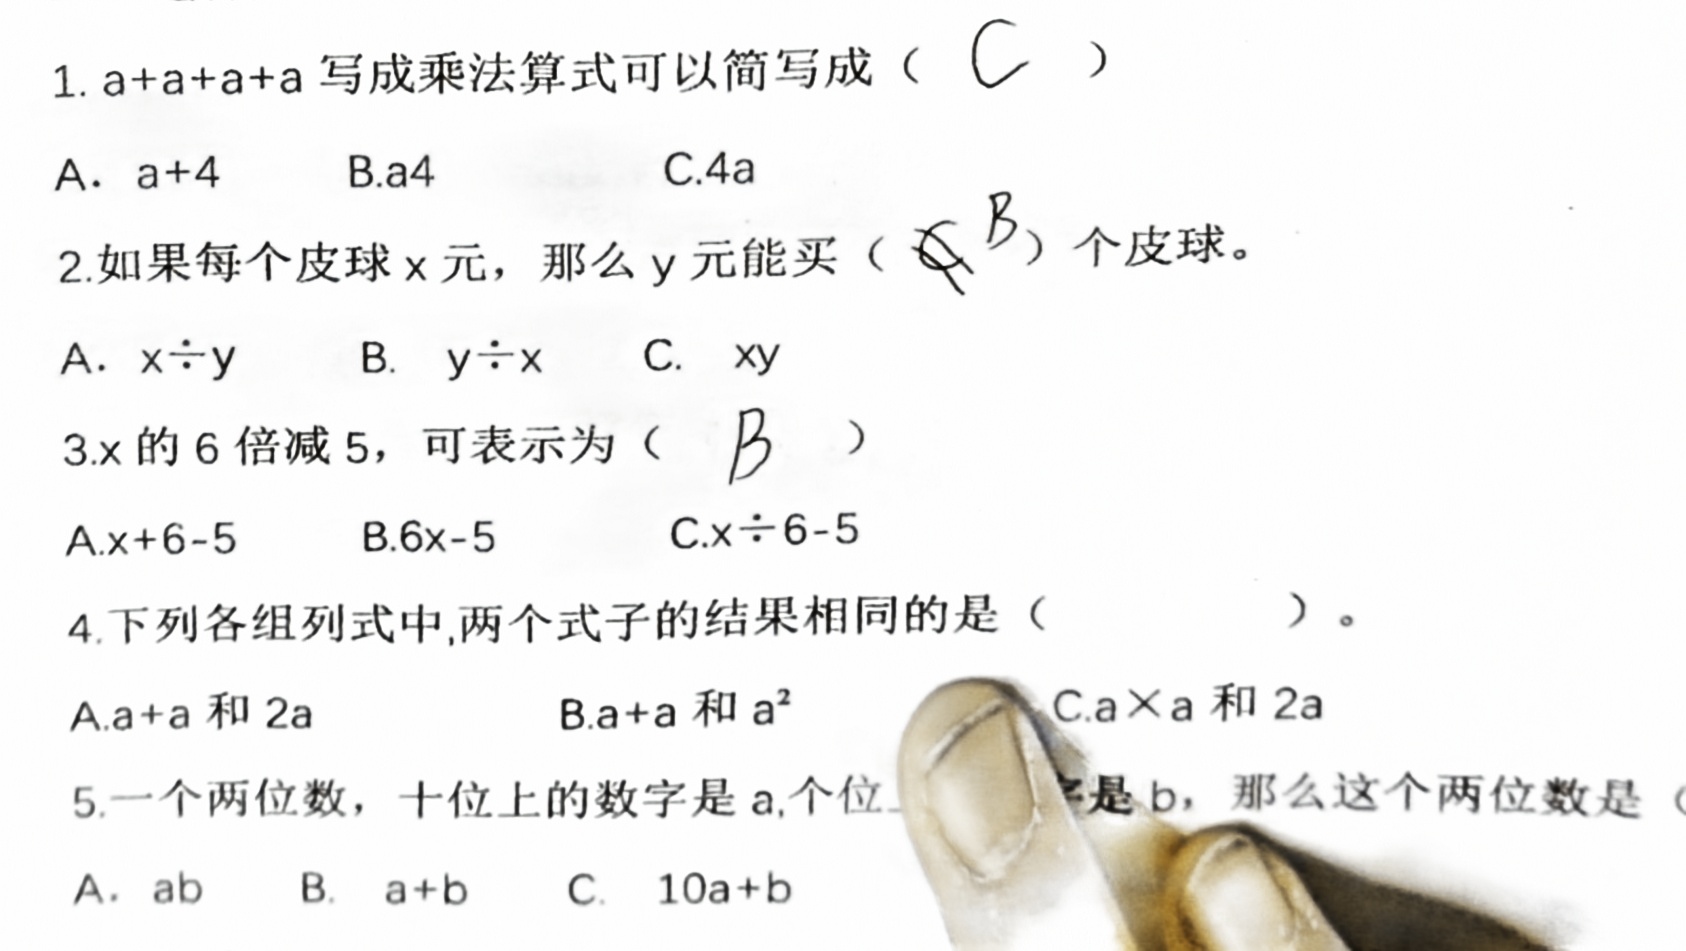 1. a+a+a+a 写成乘法算式可以简写成（ C ）
A. a+4 B.a4 C.4a
2.如果每个皮球 x 元，那么 y 元能买（ B ）个皮球。
A. x÷y B. y÷x C. xy
3.x 的 6 倍减 5，可表示为（ B ）
A.x+6-5 B.6x-5 C.x÷6-5
4.下列各组列式中,两个式子的结果相同的是（ ）。
A.a+a 和 2a B.a+a 和 a² C.a×a 和 2a
5.一个两位数，十位上的数字是 a,个位 是 b，那么这个两位数是（
A. ab B. a+b C. 10a+b